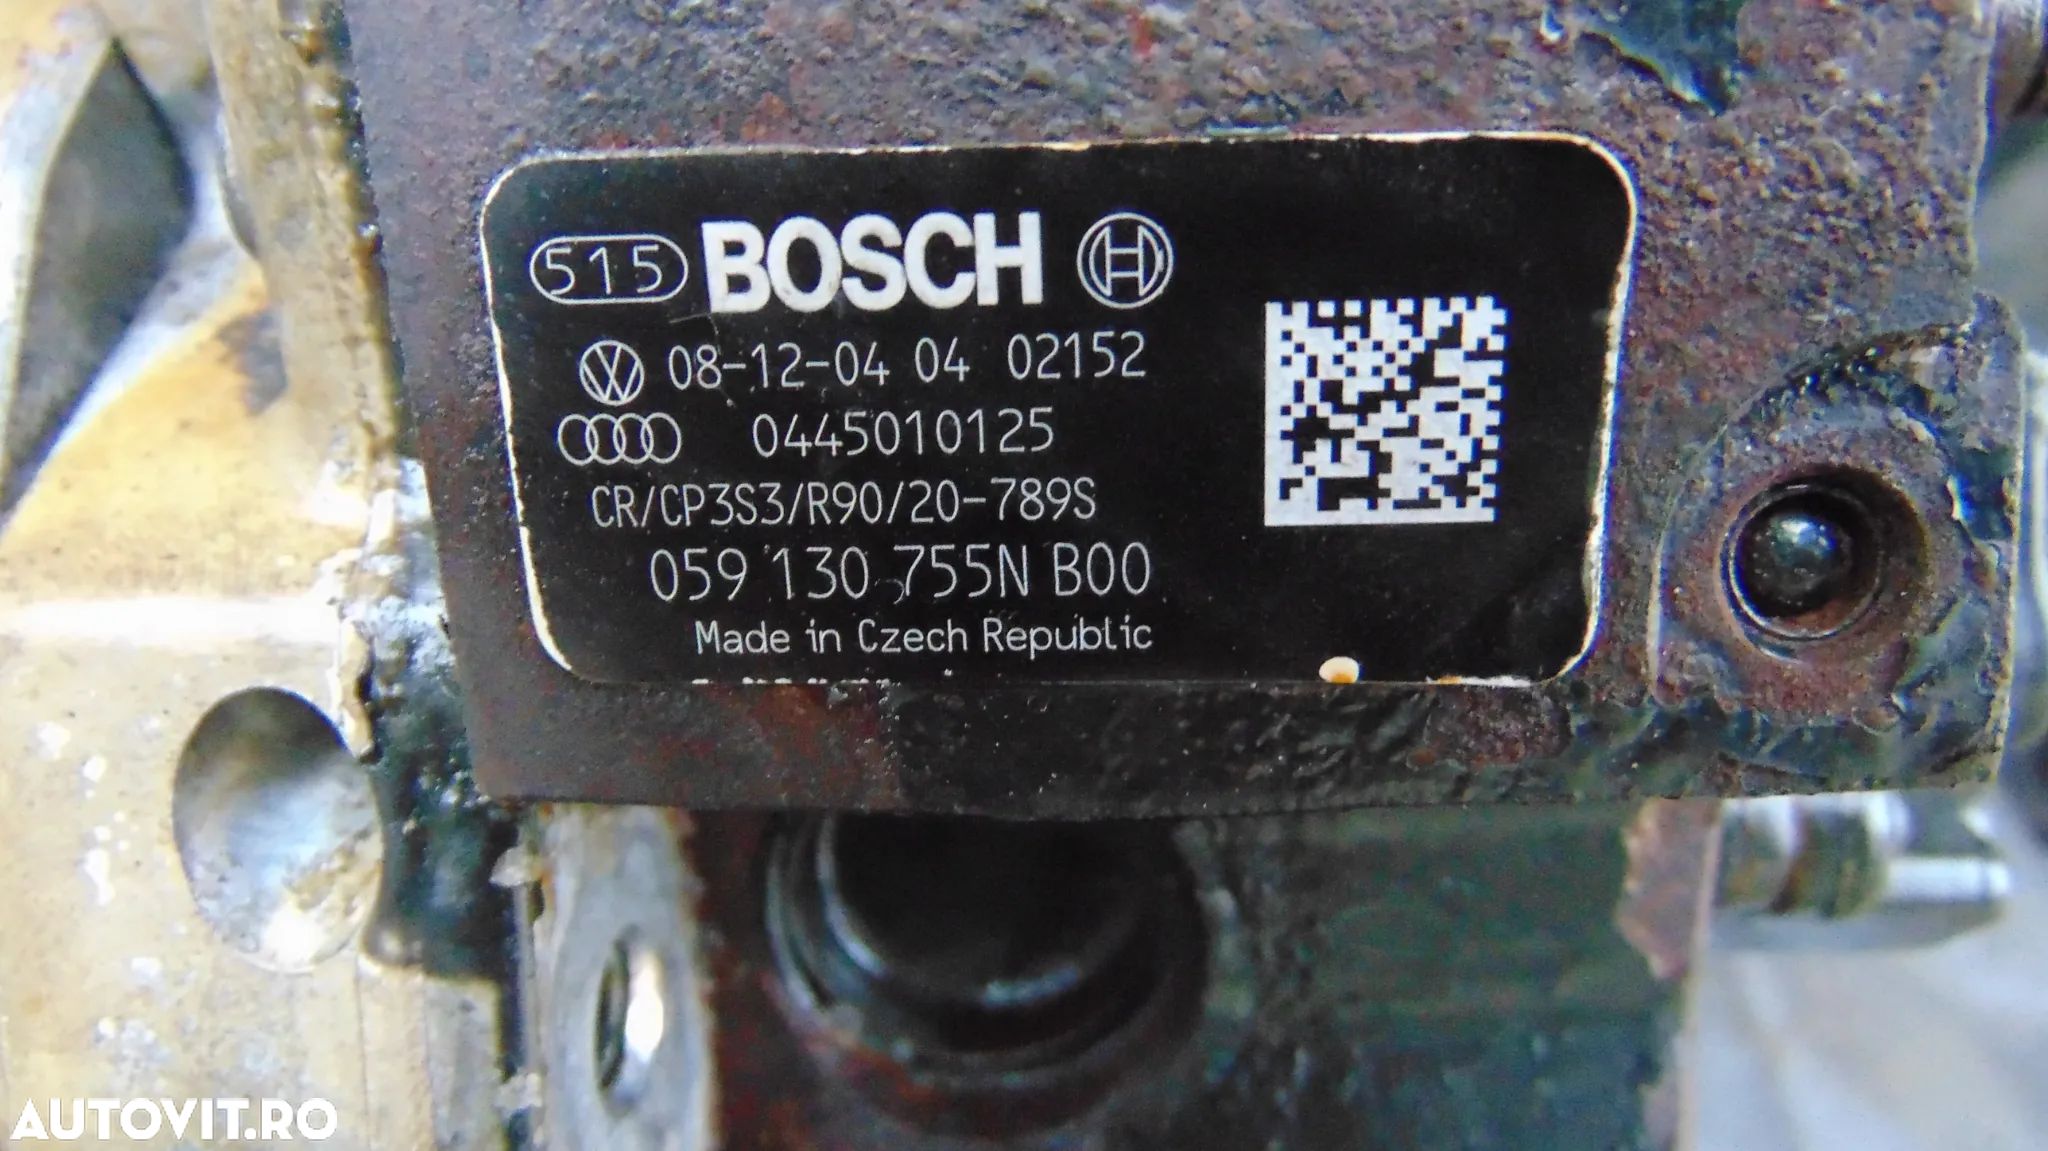 515 BOSCH
08-12-04 04 02152
0445010125
CR/CP3S3/R90/20-789S
059 130 755N B00
Made in Czech Republic
AUTOVIT.RO